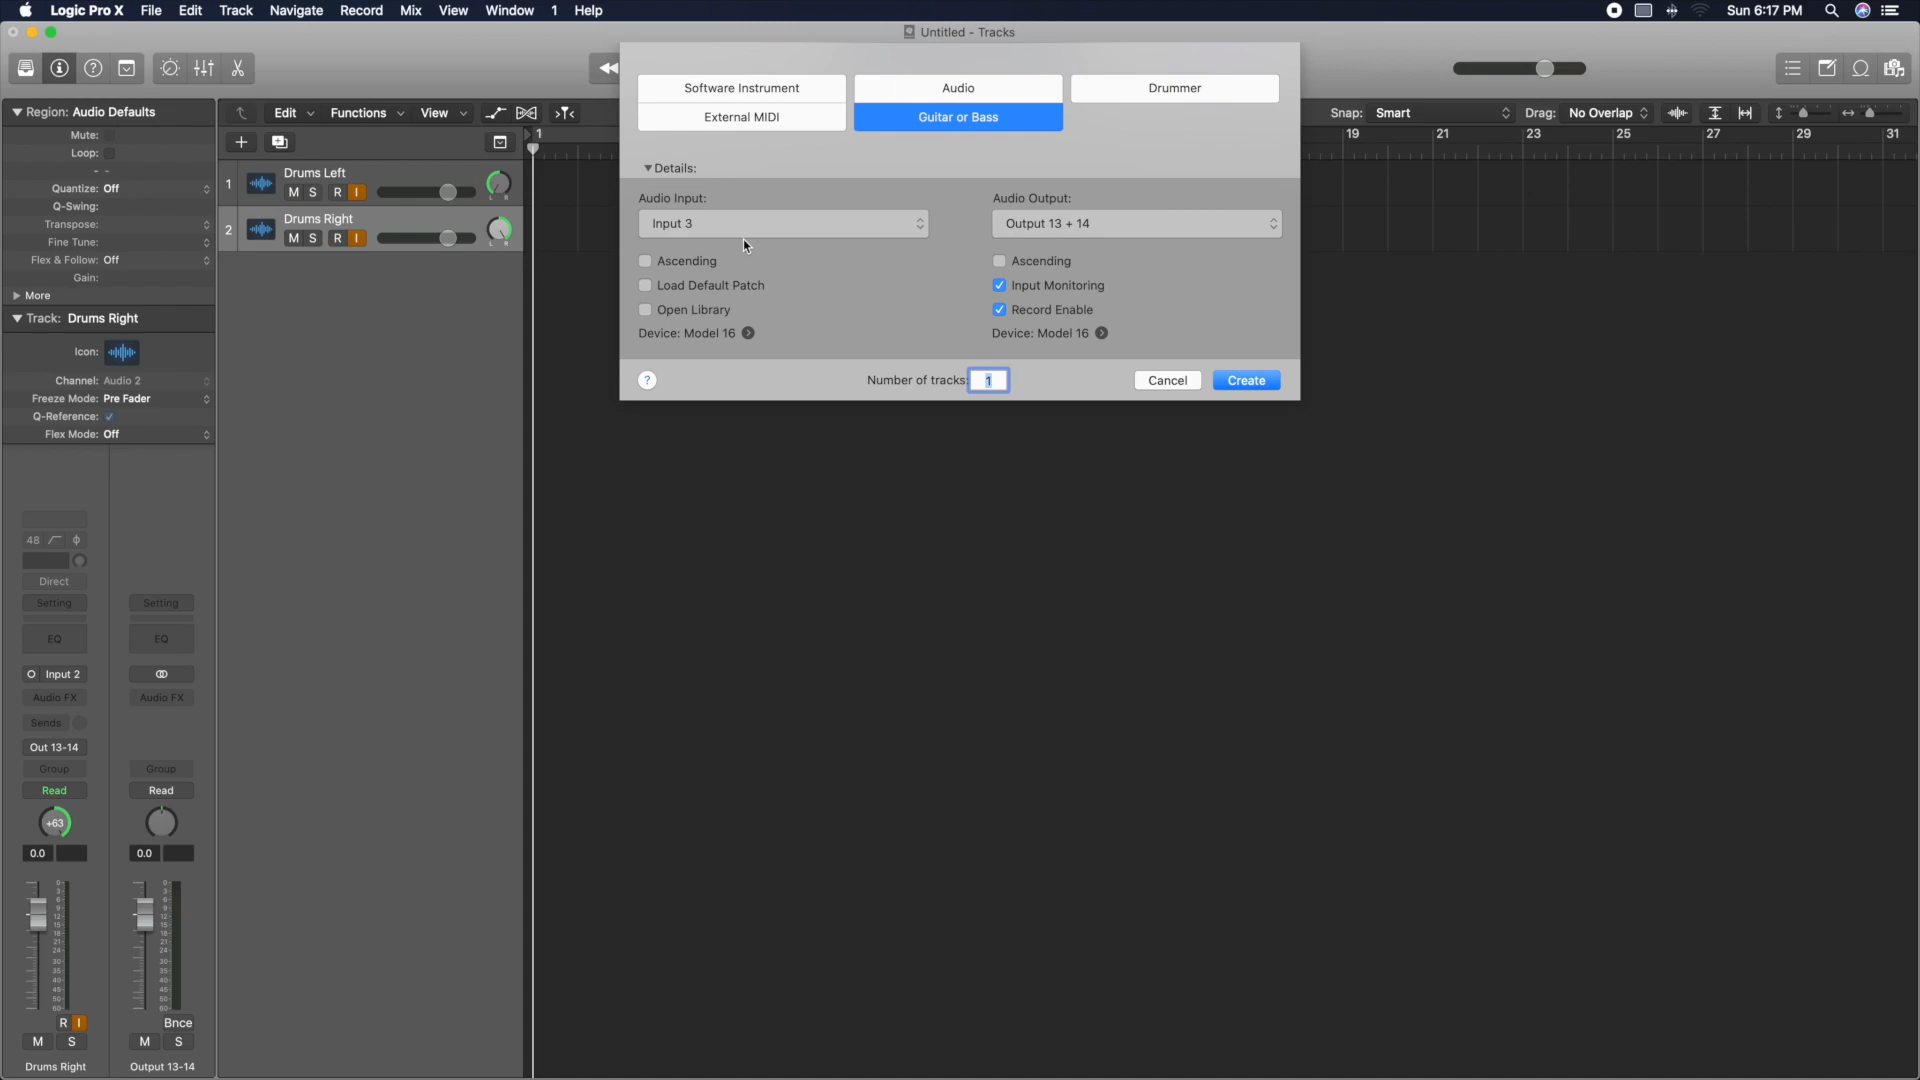 Logic Pro X File Edit Track Navigate Record Mix View Window 1 Help
Sun 6:17 PM
Untitled - Tracks
Software Instrument
Audio
Drummer
External MIDI
Guitar or Bass
Region: Audio Defaults
Edit
Functions
View
Snap: Smart
Drag: No Overlap
Mute:
Loop:
- -
Quantize: Off
Q-Swing:
Transpose:
Fine Tune:
Flex & Follow: Off
Gain:
More
1
19
21
23
25
27
29
31
1
Drums Left
M S R I
L R
2
Drums Right
M S R I
L R
Details:
Audio Input:
Input 3
Ascending
Load Default Patch
Open Library
Device: Model 16
Audio Output:
Output 13 + 14
Ascending
Input Monitoring
Record Enable
Device: Model 16
?
Number of tracks: 1
Cancel
Create
Track: Drums Right
Icon:
Channel: Audio 2
Freeze Mode: Pre Fader
Q-Reference:
Flex Mode: Off
48
Direct
Setting
Setting
EQ
EQ
Input 2
Audio FX
Audio FX
Sends
Out 13-14
Group
Group
Read
Read
+63
0.0
0.0
R I
Bnce
M S
M S
Drums Right
Output 13-14